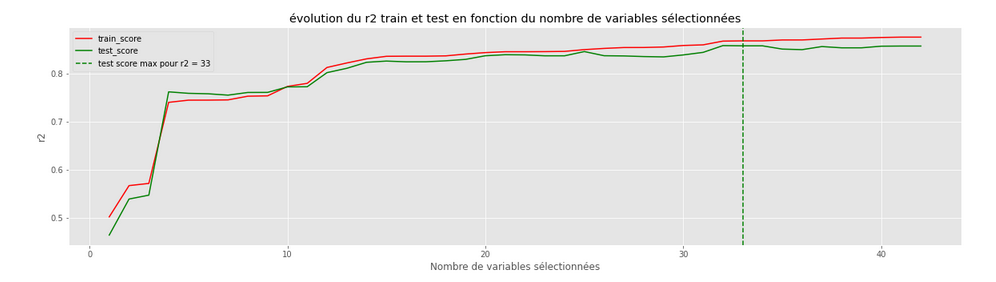 évolution du r2 train et test en fonction du nombre de variables sélectionnées
train_score
test_score
test score max pour r2 = 33
0.8
0.7
0.6
0.5
r2
0 10 20 30 40
Nombre de variables sélectionnées